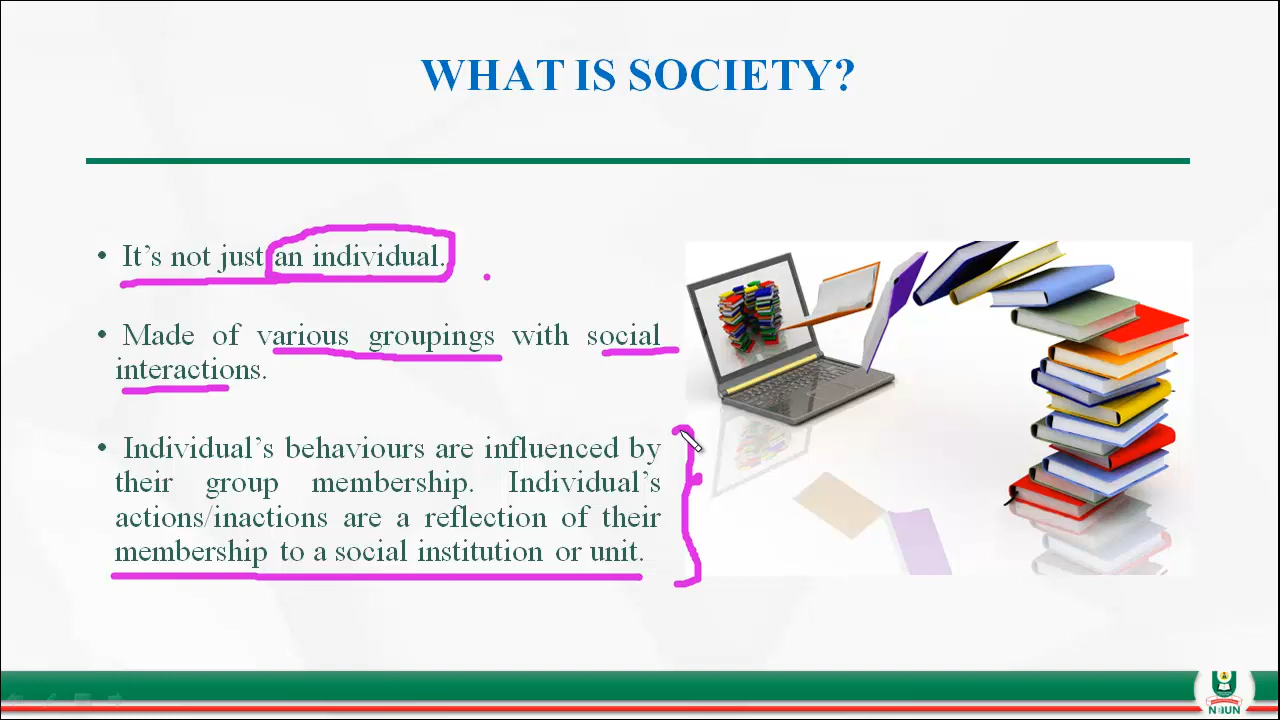 WHAT IS SOCIETY?
• It’s not just an individual.
• Made of various groupings with social
interactions.
• Individual’s behaviours are influenced by
their group membership. Individual’s
actions/inactions are a reflection of their
membership to a social institution or unit.
NOUN